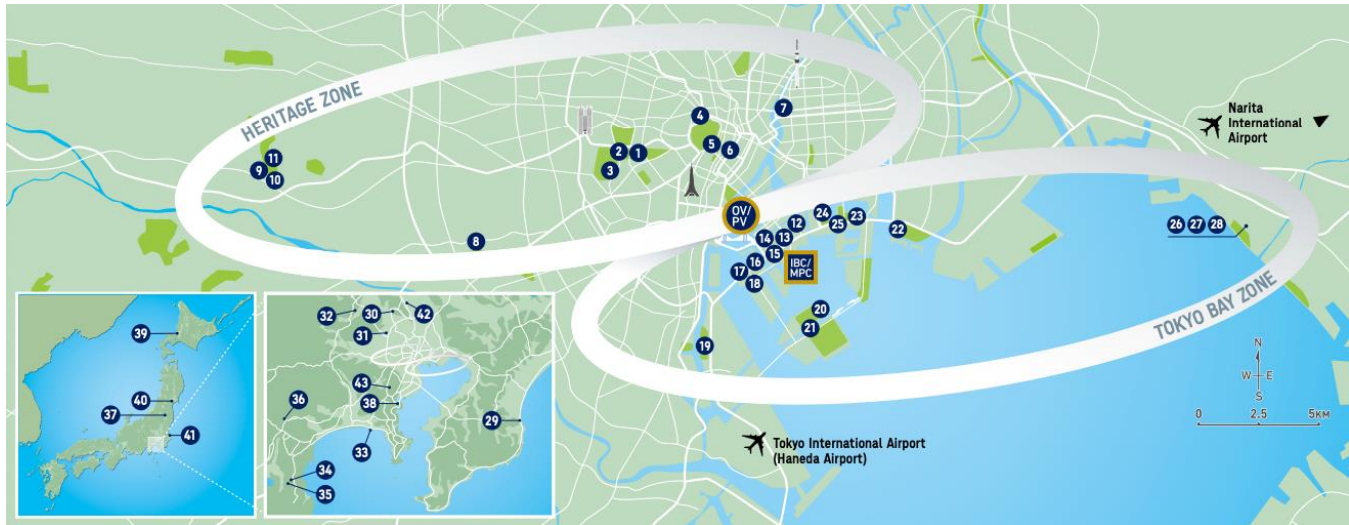 HERITAGE ZONE
4
7
Narita
International
Airport
11
2
1
5
6
9
3
10
OV/
PV
24
23
12
25
22
26
27
28
8
14
13
15
16
IBC/
MPC
17
18
20
21
19
TOKYO BAY ZONE
N
W
E
S
0
2.5
5KM
Tokyo International Airport
(Haneda Airport)
39
40
37
41
32
30
42
31
43
36
38
29
33
34
35